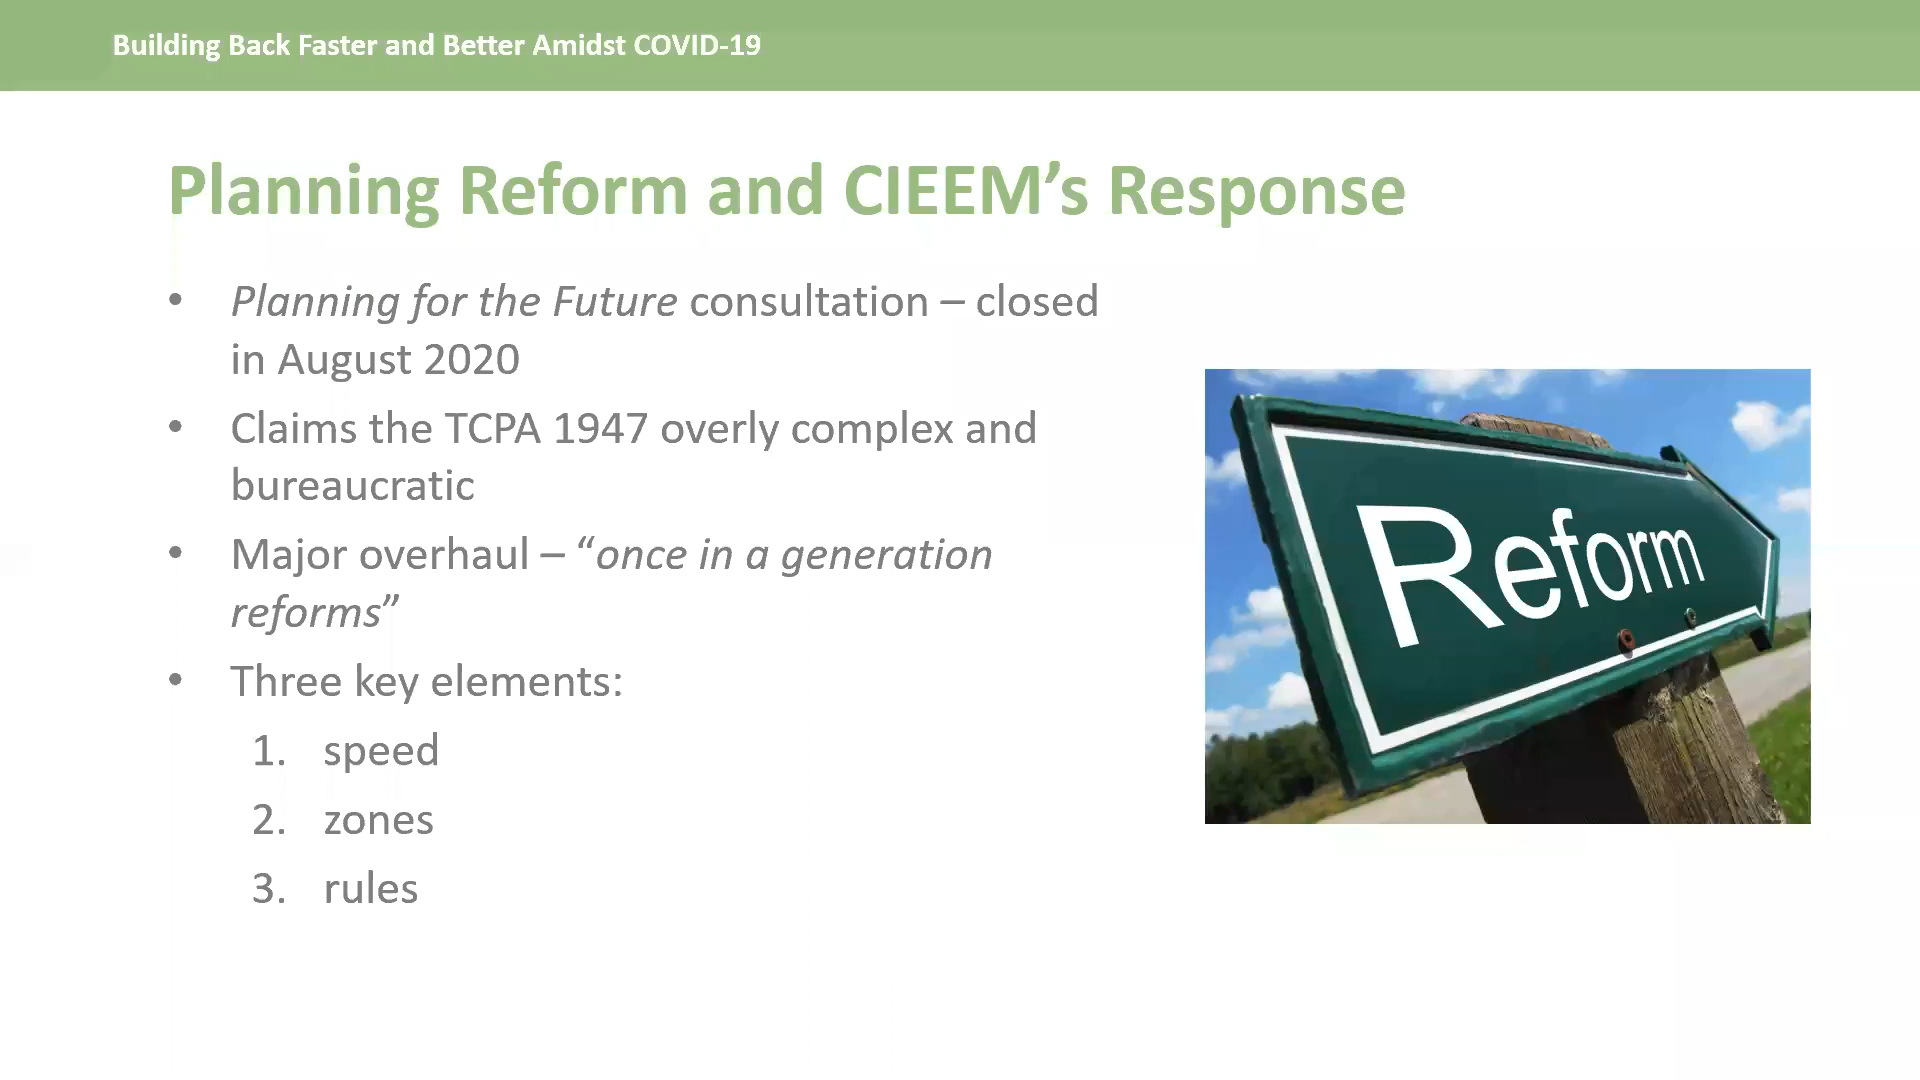 Building Back Faster and Better Amidst COVID-19
Planning Reform and CIEEM’s Response
• Planning for the Future consultation – closed
in August 2020
• Claims the TCPA 1947 overly complex and
bureaucratic
• Major overhaul – “once in a generation
reforms”
• Three key elements:
1. speed
2. zones
3. rules
Reform